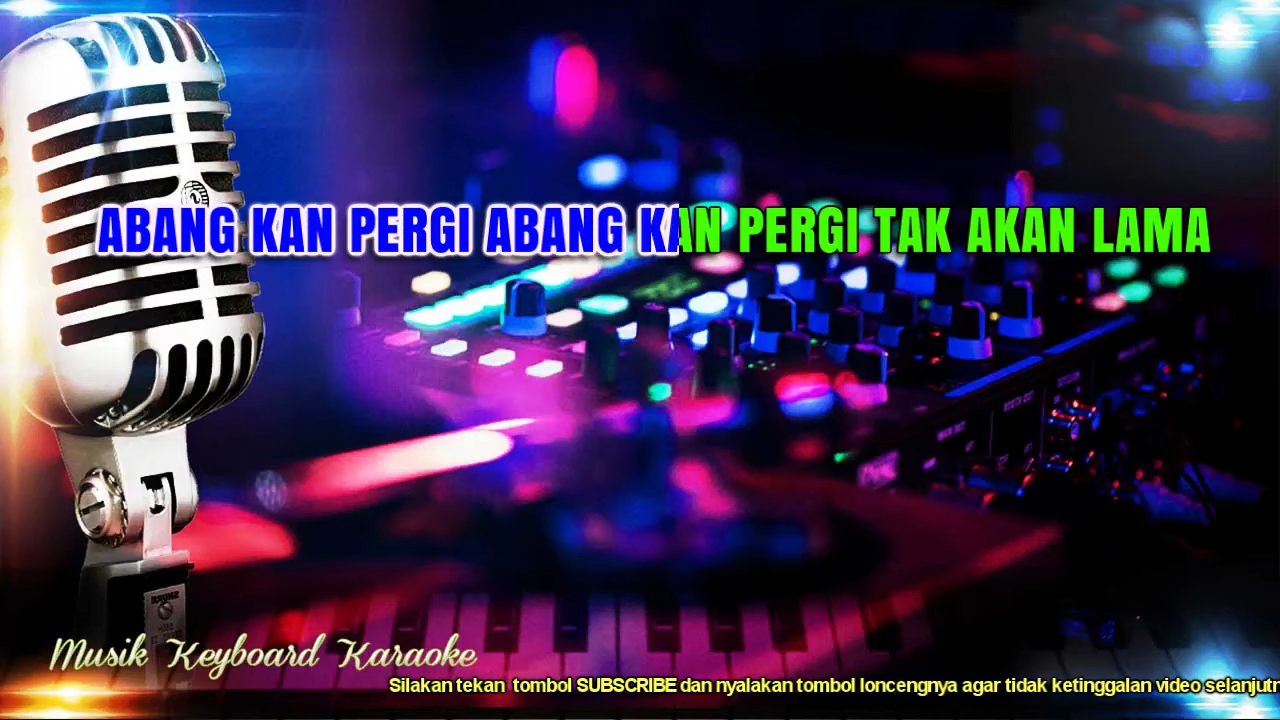 ABANG KAN PERGI ABANG KAN PERGI TAK AKAN LAMA
Musik Keyboard Karaoke
Silakan tekan tombol SUBSCRIBE dan nyalakan tombol loncengnya agar tidak ketinggalan video